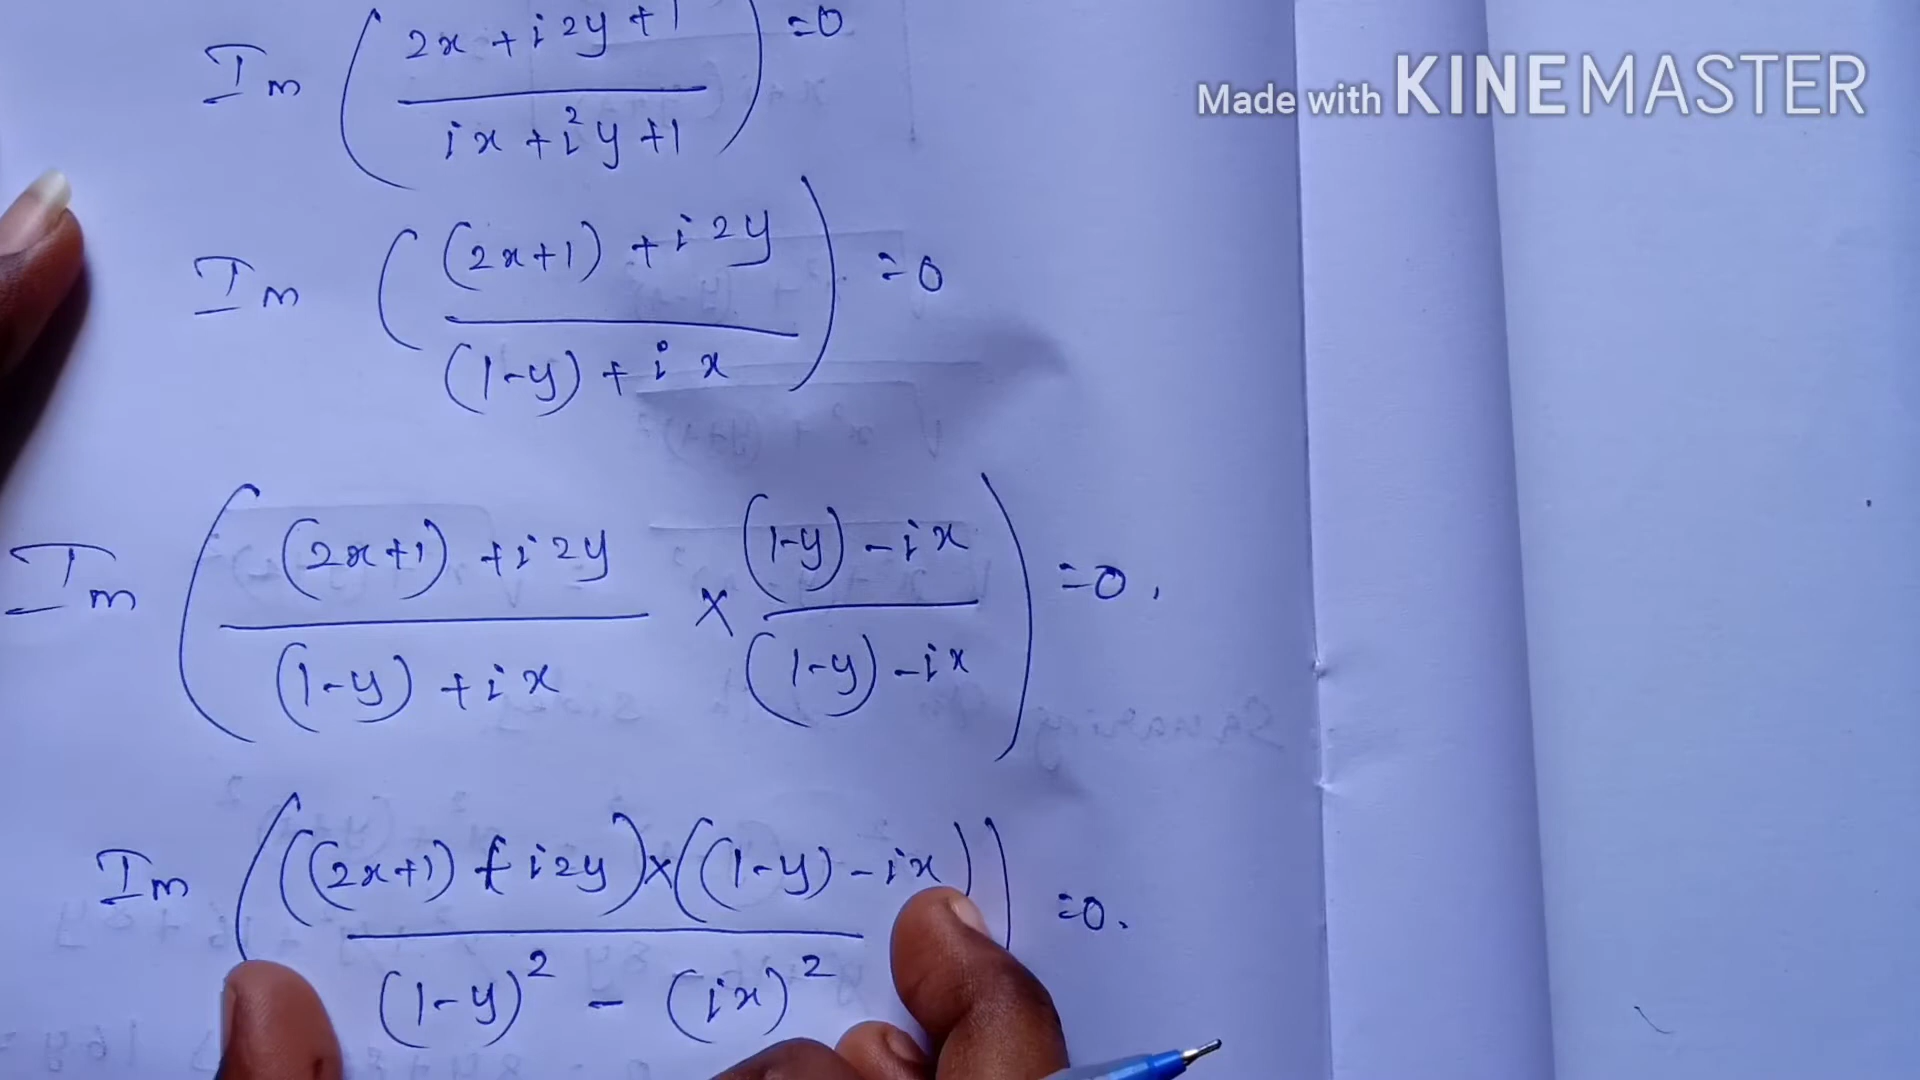 Im ( (2x + i2y + 1) / (ix + i²y + 1) ) = 0
Made with KINEMASTER
Im ( ((2x+1) + i2y) / ((1-y) + ix) ) = 0
Im ( ((2x+1) + i2y) / ((1-y) + ix) × ((1-y) - ix) / ((1-y) - ix) ) = 0.
Im ( (((2x+1) + i2y) × ((1-y) - ix)) / ((1-y)² - (ix)²) ) = 0.